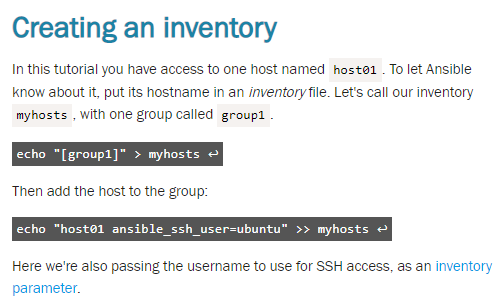 Creating an inventory
In this tutorial you have access to one host named host01 . To let Ansible
know about it, put its hostname in an inventory file. Let's call our inventory
myhosts , with one group called group1 .
echo "[group1]" > myhosts ↩
Then add the host to the group:
echo "host01 ansible_ssh_user=ubuntu" >> myhosts ↩
Here we're also passing the username to use for SSH access, as an inventory
parameter.